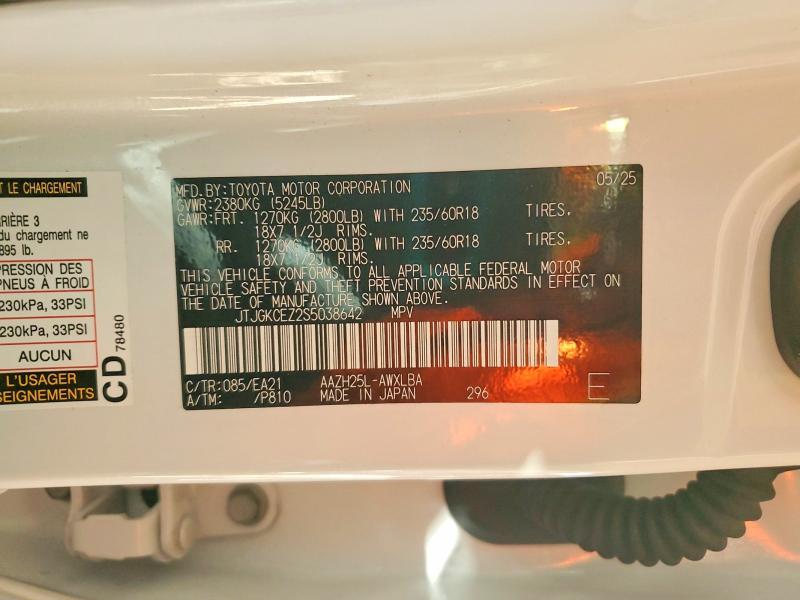 T LE CHARGEMENT
RIÈRE 3
du chargement ne
895 lb.
PRESSION DES
PNEUS À FROID
230kPa, 33PSI
230kPa, 33PSI
AUCUN
L'USAGER
SEIGNEMENTS
CD 78480
MFD.BY:TOYOTA MOTOR CORPORATION 05/25
GVWR:2380KG (5245LB)
GAWR:FRT. 1270KG (2800LB) WITH 235/60R18 TIRES.
18X7 1/2J RIMS.
RR. 1270KG (2800LB) WITH 235/60R18 TIRES.
18X7 1/2J RIMS.
THIS VEHICLE CONFORMS TO ALL APPLICABLE FEDERAL MOTOR
VEHICLE SAFETY AND THEFT PREVENTION STANDARDS IN EFFECT ON
THE DATE OF MANUFACTURE SHOWN ABOVE.
JTJGKCEZ2S5038642 MPV
C/TR:085/EA21 AAZH25L-AWXLBA
A/TM: /P810 MADE IN JAPAN 296 E